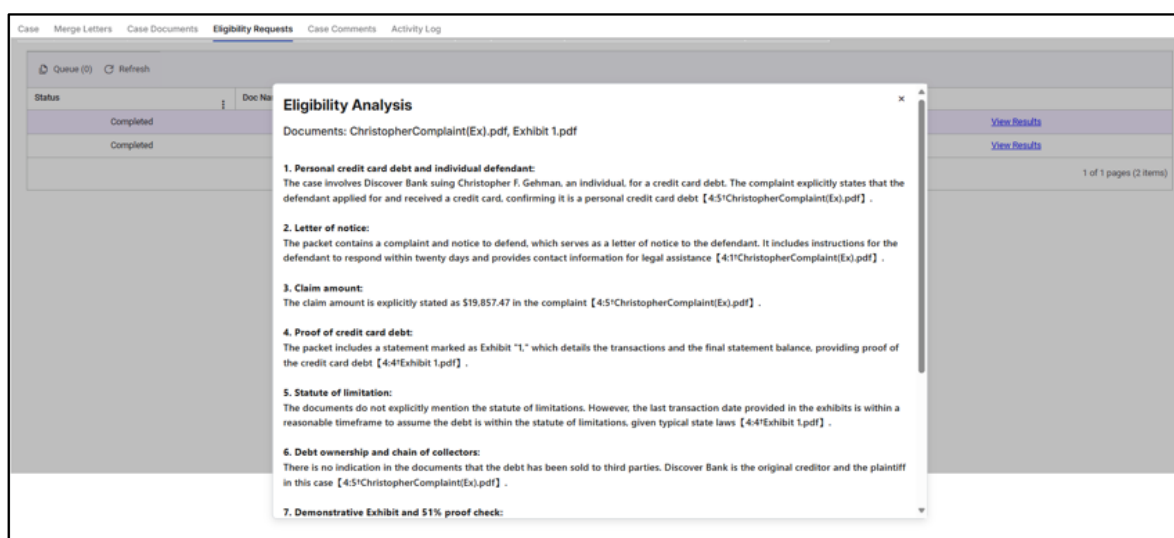 Case Merge Letters Case Documents Eligibility Requests Case Comments Activity Log
Queue (0) Refresh
Status Doc Na
Completed View Results
Completed View Results
1 of 1 pages (2 items)
Eligibility Analysis ×
Documents: ChristopherComplaint(Ex).pdf, Exhibit 1.pdf
1. Personal credit card debt and individual defendant:
The case involves Discover Bank suing Christopher F. Gehman, an individual, for a credit card debt. The complaint explicitly states that the
defendant applied for and received a credit card, confirming it is a personal credit card debt【4:5†ChristopherComplaint(Ex).pdf】.
2. Letter of notice:
The packet contains a complaint and notice to defend, which serves as a letter of notice to the defendant. It includes instructions for the
defendant to respond within twenty days and provides contact information for legal assistance【4:1†ChristopherComplaint(Ex).pdf】.
3. Claim amount:
The claim amount is explicitly stated as $19,857.47 in the complaint【4:5†ChristopherComplaint(Ex).pdf】.
4. Proof of credit card debt:
The packet includes a statement marked as Exhibit "1," which details the transactions and the final statement balance, providing proof of
the credit card debt【4:4†Exhibit 1.pdf】.
5. Statute of limitation:
The documents do not explicitly mention the statute of limitations. However, the last transaction date provided in the exhibits is within a
reasonable timeframe to assume the debt is within the statute of limitations, given typical state laws【4:4†Exhibit 1.pdf】.
6. Debt ownership and chain of collectors:
There is no indication in the documents that the debt has been sold to third parties. Discover Bank is the original creditor and the plaintiff
in this case【4:5†ChristopherComplaint(Ex).pdf】.
7. Demonstrative Exhibit and 51% proof check: